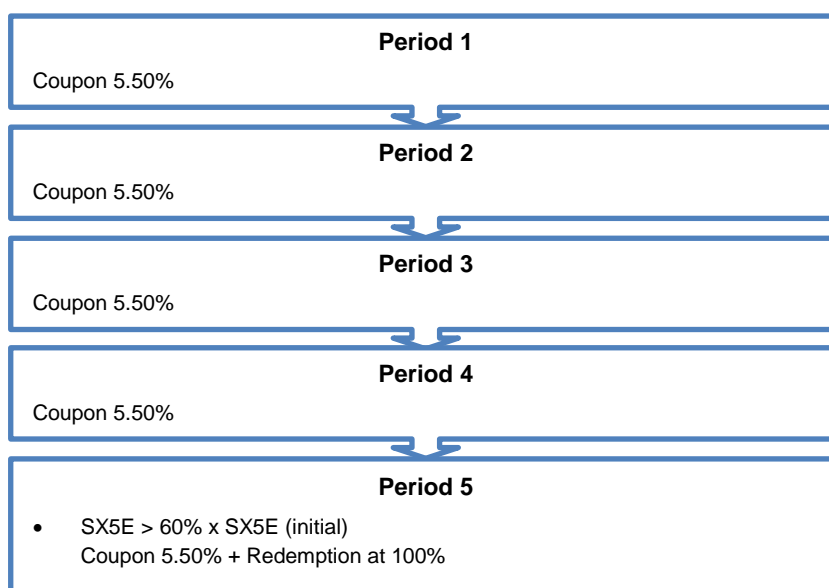 Period 1
Coupon 5.50%
Period 2
Coupon 5.50%
Period 3
Coupon 5.50%
Period 4
Coupon 5.50%
Period 5
• SX5E > 60% x SX5E (initial)
Coupon 5.50% + Redemption at 100%